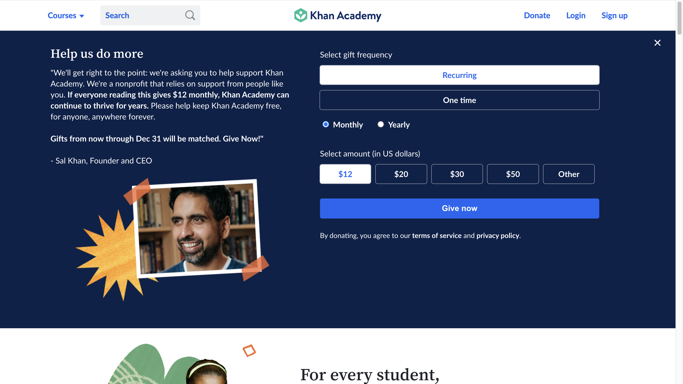 Courses
Search
Khan Academy
Donate
Login
Sign up
Help us do more
"We'll get right to the point: we're asking you to help support Khan
Academy. We're a nonprofit that relies on support from people like
you. If everyone reading this gives $12 monthly, Khan Academy can
continue to thrive for years. Please help keep Khan Academy free,
for anyone, anywhere forever.
Gifts from now through Dec 31 will be matched. Give Now!"
- Sal Khan, Founder and CEO
Select gift frequency
Recurring
One time
Monthly
Yearly
Select amount (in US dollars)
$12
$20
$30
$50
Other
Give now
By donating, you agree to our terms of service and privacy policy.
For every student,